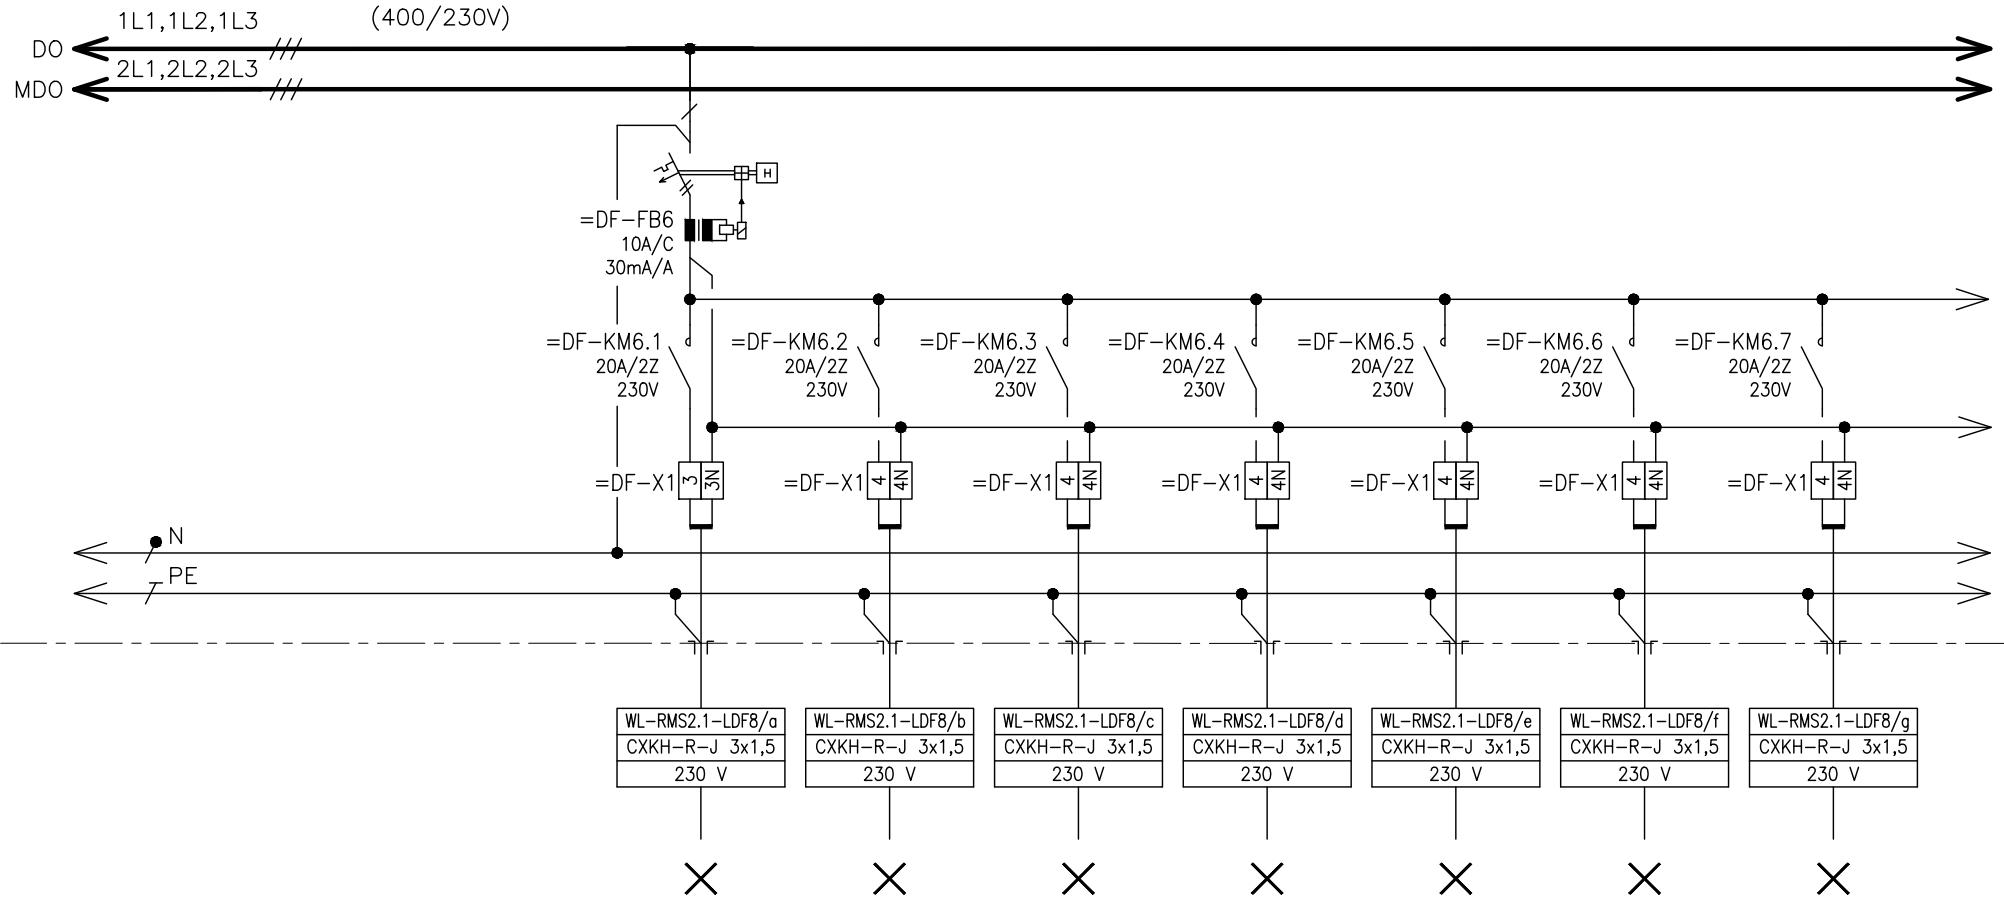 1L1,1L2,1L3 (400/230V)
DO
2L1,2L2,2L3
MDO
H
=DF-FB6
10A/C
30mA/A
=DF-KM6.1 =DF-KM6.2 =DF-KM6.3 =DF-KM6.4 =DF-KM6.5 =DF-KM6.6 =DF-KM6.7
20A/2Z 20A/2Z 20A/2Z 20A/2Z 20A/2Z 20A/2Z 20A/2Z
230V 230V 230V 230V 230V 230V 230V
=DF-X1 3 3N =DF-X1 4 4N =DF-X1 4 4N =DF-X1 4 4N =DF-X1 4 4N =DF-X1 4 4N =DF-X1 4 4N
N
PE
WL-RMS2.1-LDF8/a WL-RMS2.1-LDF8/b WL-RMS2.1-LDF8/c WL-RMS2.1-LDF8/d WL-RMS2.1-LDF8/e WL-RMS2.1-LDF8/f WL-RMS2.1-LDF8/g
CXKH-R-J 3x1,5 CXKH-R-J 3x1,5 CXKH-R-J 3x1,5 CXKH-R-J 3x1,5 CXKH-R-J 3x1,5 CXKH-R-J 3x1,5 CXKH-R-J 3x1,5
230 V 230 V 230 V 230 V 230 V 230 V 230 V